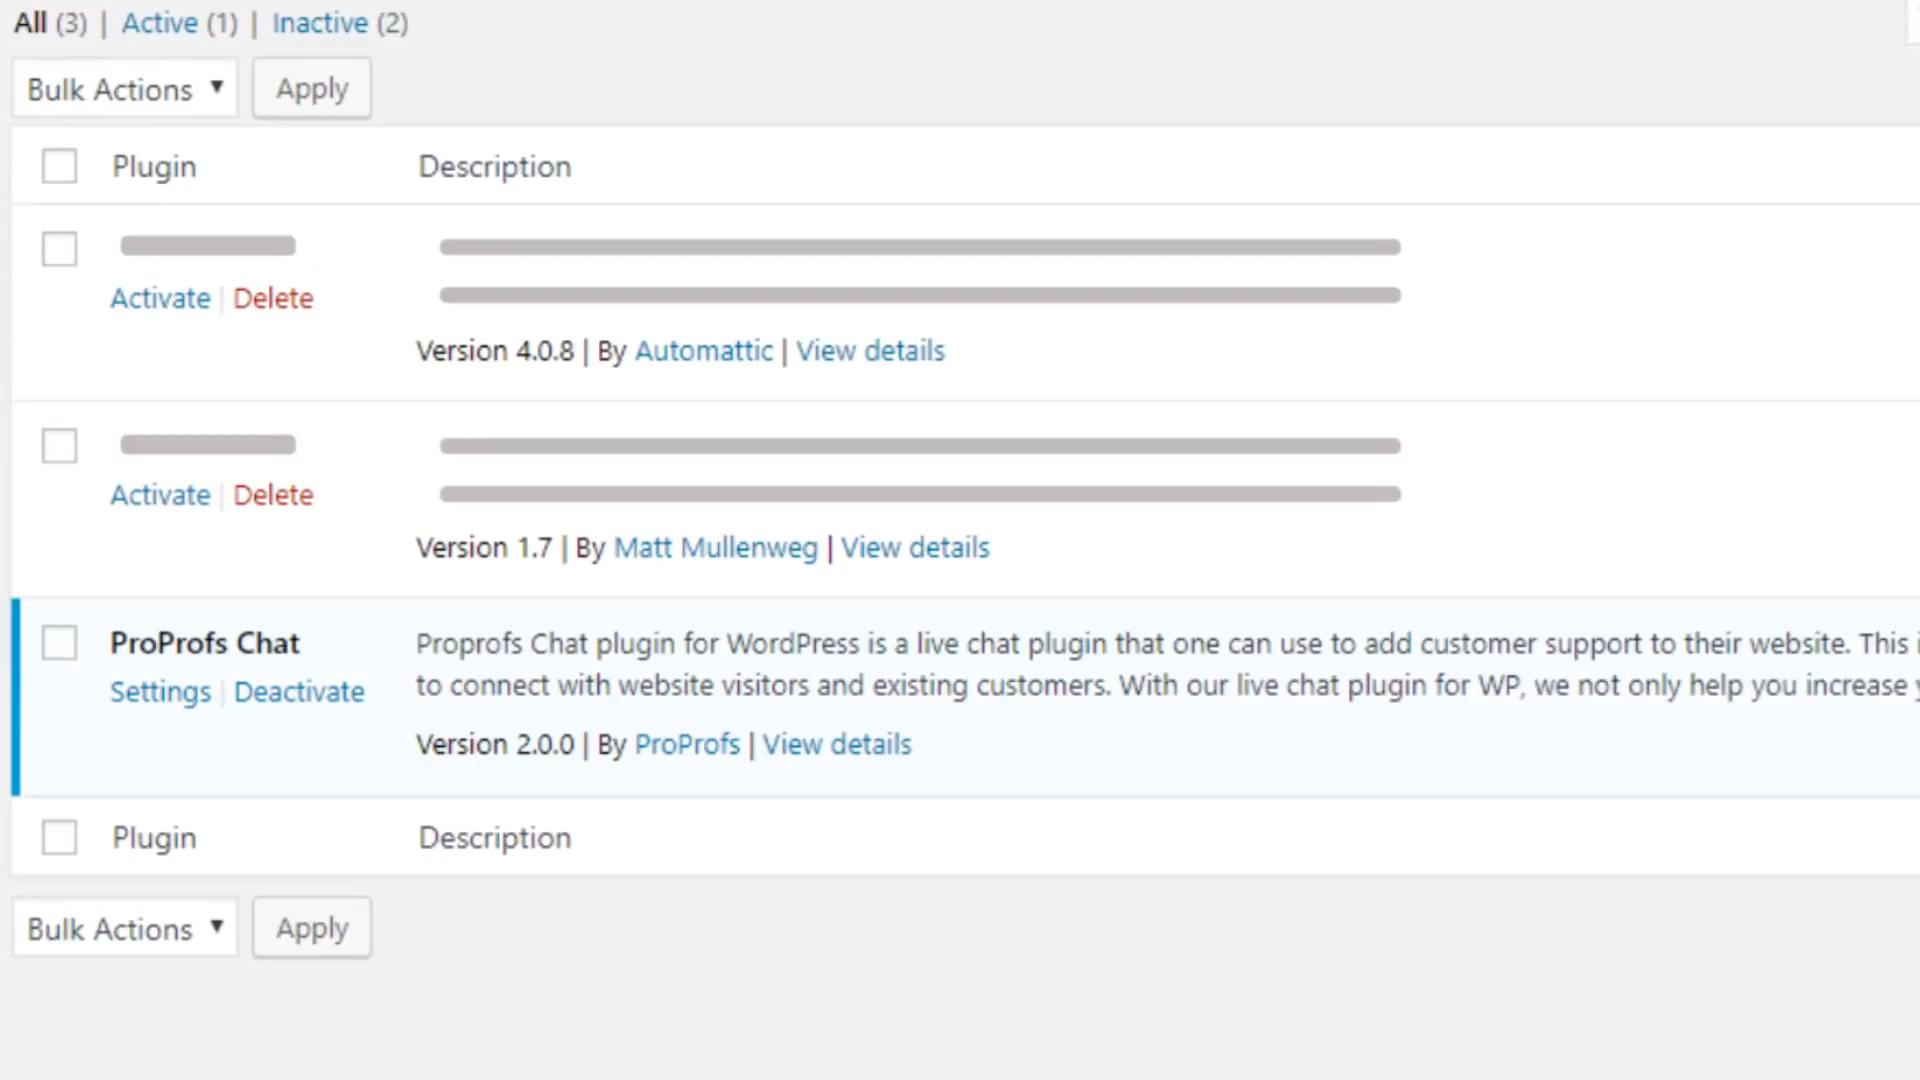 All (3) | Active (1) | Inactive (2)
Bulk Actions ▼ Apply
Plugin Description
Activate | Delete
Version 4.0.8 | By Automattic | View details
Activate | Delete
Version 1.7 | By Matt Mullenweg | View details
ProProfs Chat Proprofs Chat plugin for WordPress is a live chat plugin that one can use to add customer support to their website. This
Settings | Deactivate to connect with website visitors and existing customers. With our live chat plugin for WP, we not only help you increase
Version 2.0.0 | By ProProfs | View details
Plugin Description
Bulk Actions ▼ Apply